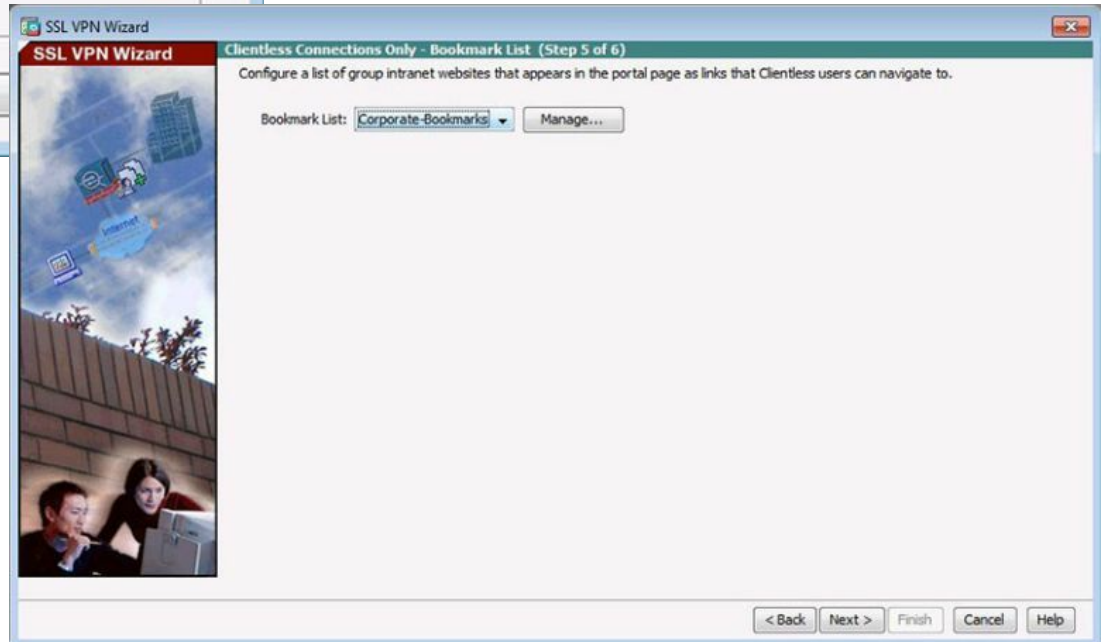 SSL VPN Wizard
SSL VPN Wizard
Clientless Connections Only - Bookmark List (Step 5 of 6)
Configure a list of group intranet websites that appears in the portal page as links that Clientless users can navigate to.
Bookmark List: Corporate-Bookmarks Manage...
Internet
< Back Next > Finish Cancel Help